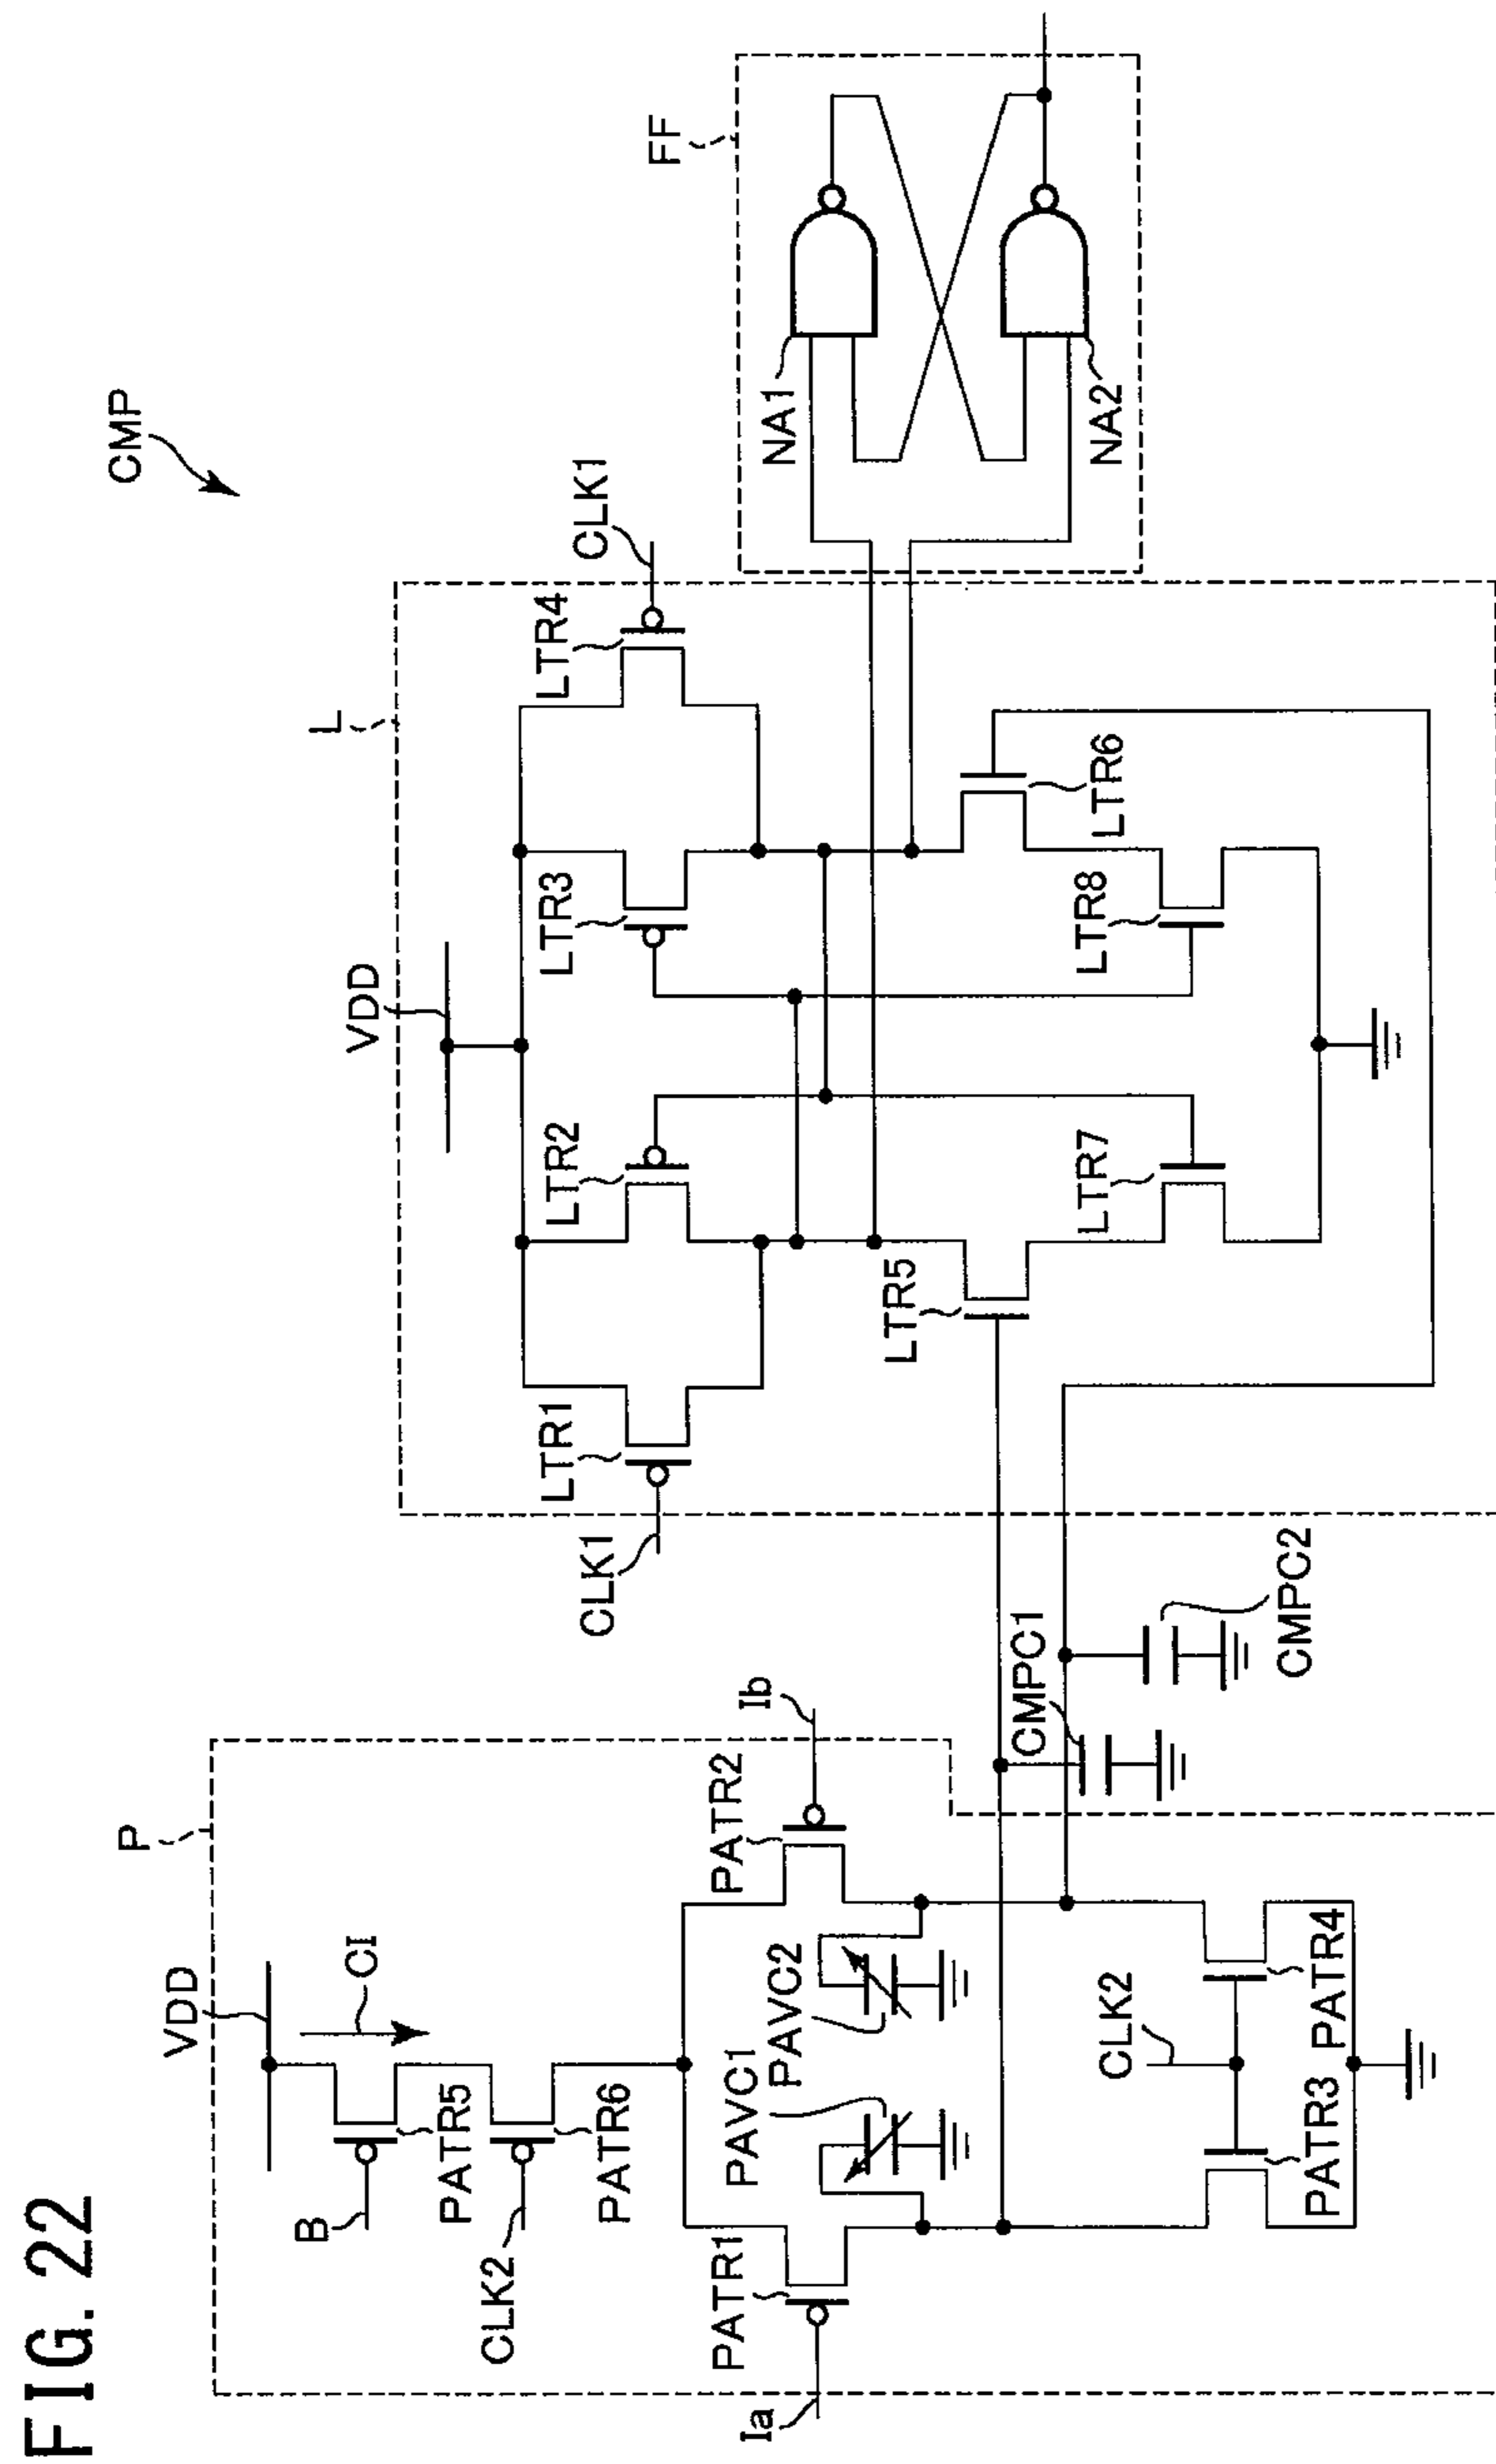 FIG. 22
CMP
P
VDD
CI
B
PATR5
CLK2
PATR6
PATR1
Ia
PATR2
Ib
PAVC1
PAVC2
CLK2
PATR3
PATR4
CMPC1
CMPC2
L
VDD
LTR1
CLK1
LTR2
LTR3
LTR4
CLK1
LTR5
LTR6
LTR7
LTR8
FF
NA1
NA2